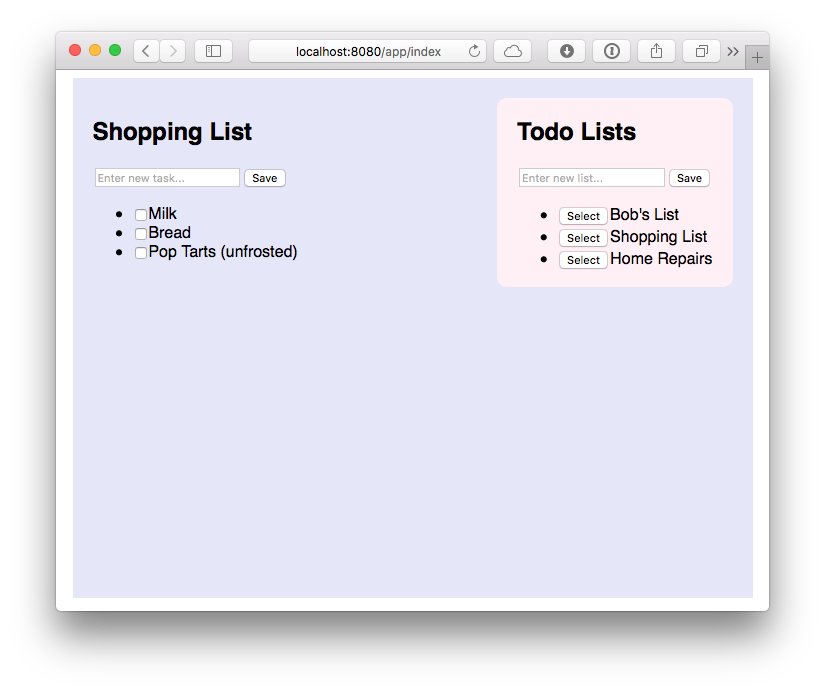 localhost:8080/app/index
Shopping List
Enter new task... Save
Milk
Bread
Pop Tarts (unfrosted)
Todo Lists
Enter new list... Save
Select Bob's List
Select Shopping List
Select Home Repairs